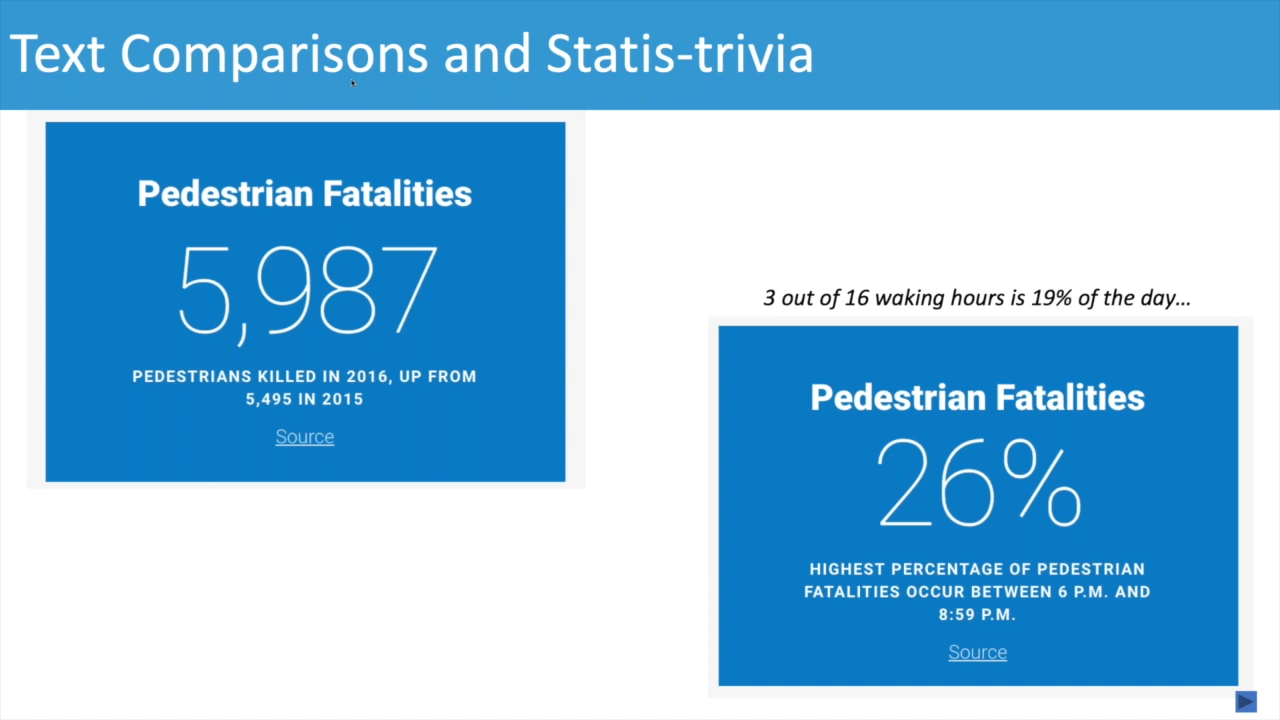 Text Comparisons and Statis-trivia
Pedestrian Fatalities
5,987
PEDESTRIANS KILLED IN 2016, UP FROM
5,495 IN 2015
Source
3 out of 16 waking hours is 19% of the day...
Pedestrian Fatalities
26%
HIGHEST PERCENTAGE OF PEDESTRIAN
FATALITIES OCCUR BETWEEN 6 P.M. AND
8:59 P.M.
Source